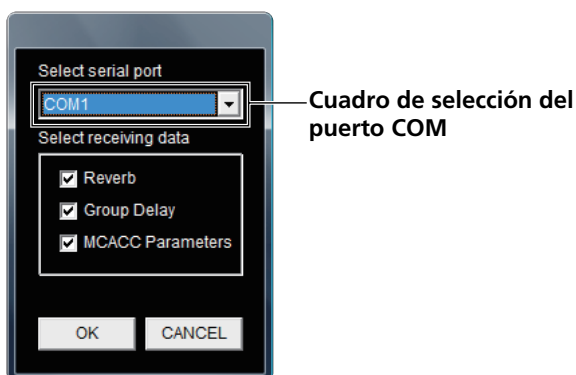 Select serial port
COM1
Cuadro de selección del
puerto COM
Select receiving data
Reverb
Group Delay
MCACC Parameters
OK
CANCEL